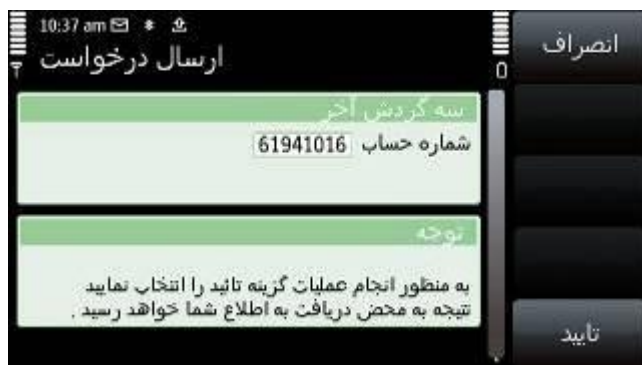 10:37 am
ارسال درخواست
انصراف
سه گردش آخر
شماره حساب 61941016
توجه
به منظور انجام عملیات گزینه تائید را انتخاب نمایید
نتیجه به محض دریافت به اطلاع شما خواهد رسید .
تایید